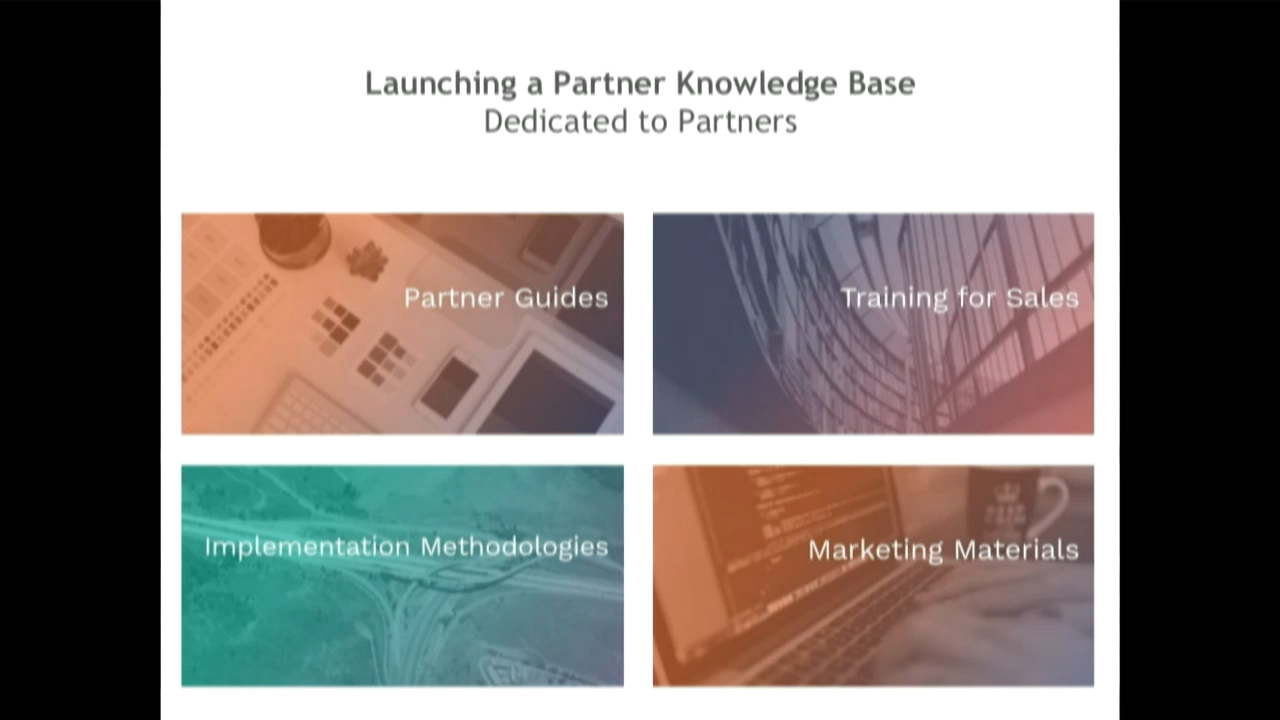 Launching a Partner Knowledge Base
Dedicated to Partners
Partner Guides
Training for Sales
Implementation Methodologies
Marketing Materials